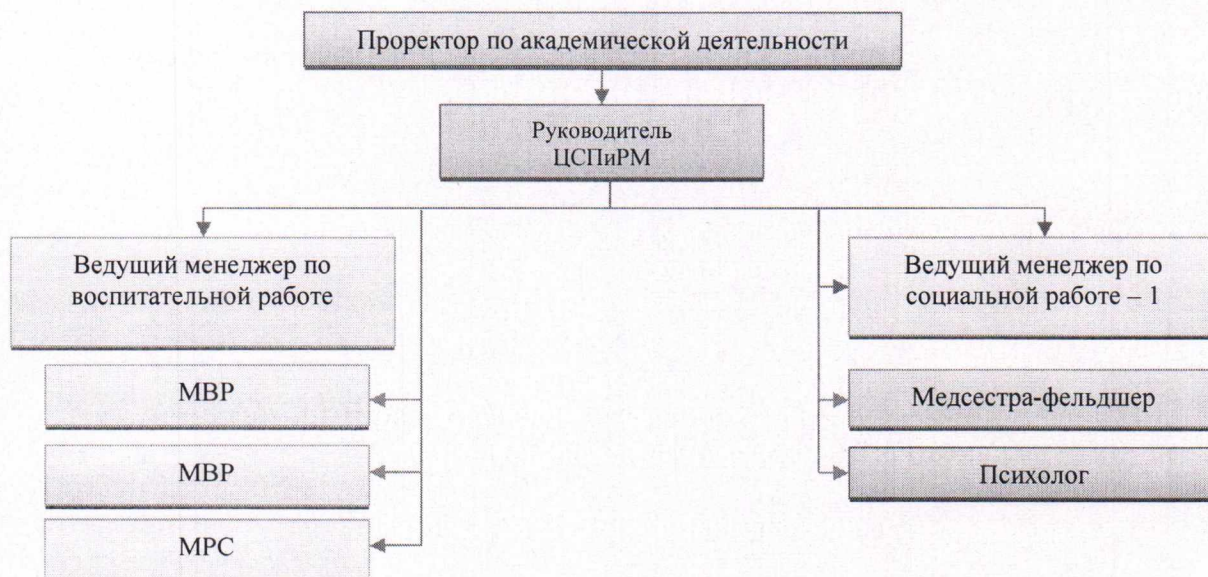 Проректор по академической деятельности
Руководитель
ЦСПиРМ
Ведущий менеджер по
воспитательной работе
МВР
МВР
МРС
Ведущий менеджер по
социальной работе – 1
Медсестра-фельдшер
Психолог